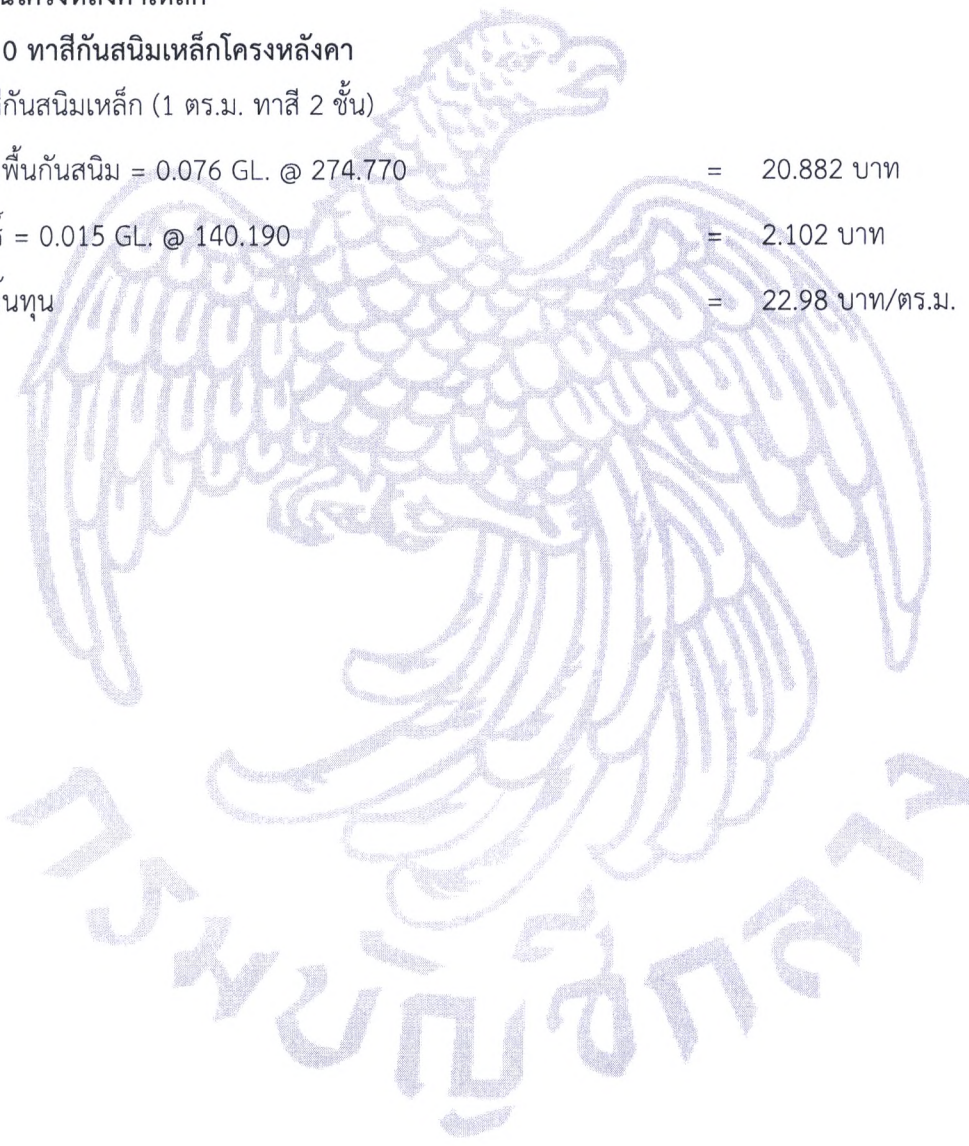 0 ทาสีกันสนิมเหล็กโครงหลังคา
กันสนิมเหล็ก (1 ตร.ม. ทาสี 2 ชั้น)
พื้นกันสนิม = 0.076 GL. @ 274.770 = 20.882 บาท
= 0.015 GL. @ 140.190 = 2.102 บาท
= 22.98 บาท/ตร.ม.
กรมบัญชีกลาง